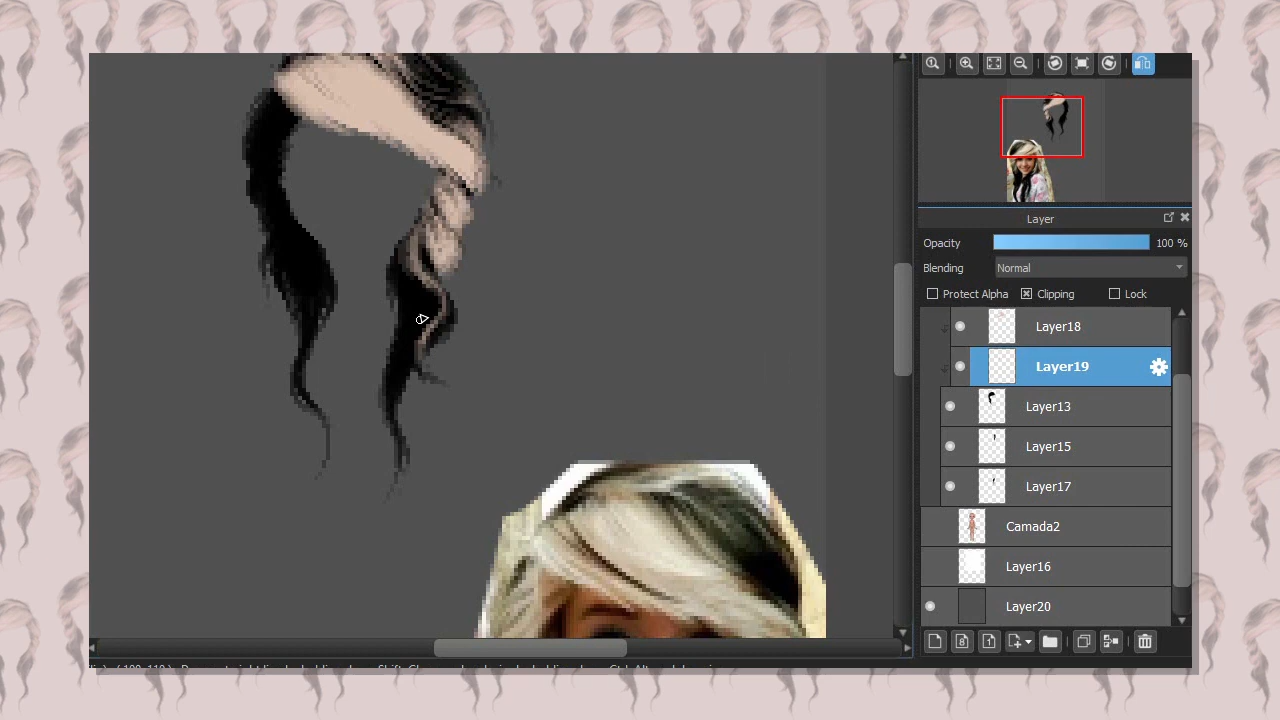 Layer
Opacity 100 %
Blending Normal
Protect Alpha Clipping Lock
Layer18
Layer19
Layer13
Layer15
Layer17
Camada2
Layer16
Layer20